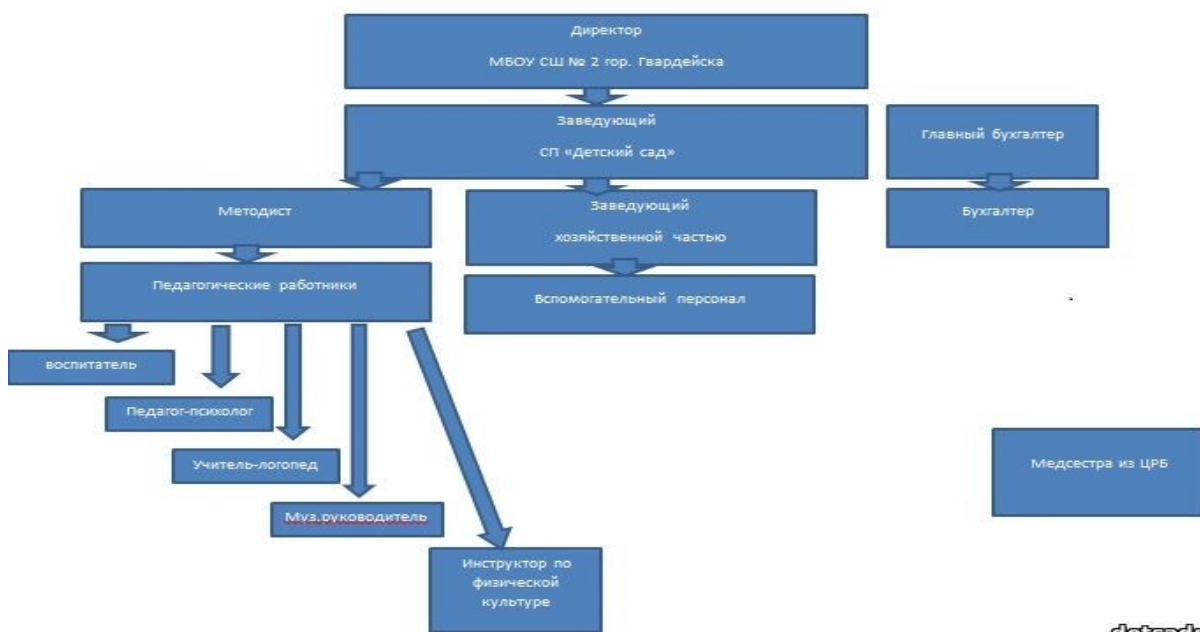 Директор
МБОУ СШ № 2 гор. Гвардейска
Заведующий
СП «Детский сад»
Главный бухгалтер
Методист
Заведующий
хозяйственной частью
Бухгалтер
Педагогические работники
Вспомогательный персонал
воспитатель
Педагог-психолог
Учитель-логопед
Муз.руководитель
Инструктор по
физической
культуре
Медсестра из ЦРБ